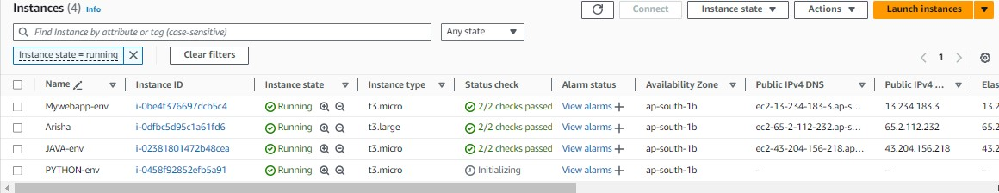 Instances (4) Info
Connect Instance state Actions Launch instances
Find Instance by attribute or tag (case-sensitive) Any state
Instance state = running Clear filters
1
Name Instance ID Instance state Instance type Status check Alarm status Availability Zone Public IPv4 DNS Public IPv4 ... Elas
Mywebapp-env i-0be4f376697dcb5c4 Running t3.micro 2/2 checks passed View alarms + ap-south-1b ec2-13-234-183-3.ap-s... 13.234.183.3 13.2
Arisha i-0dfbc5d95c1a61fd6 Running t3.large 2/2 checks passed View alarms + ap-south-1b ec2-65-2-112-232.ap-s... 65.2.112.232 65.2
JAVA-env i-02381801472b48cea Running t3.micro 2/2 checks passed View alarms + ap-south-1b ec2-43-204-156-218.ap... 43.204.156.218 43.2
PYTHON-env i-0458f92852efb5a91 Running t3.micro Initializing View alarms + ap-south-1b – – –